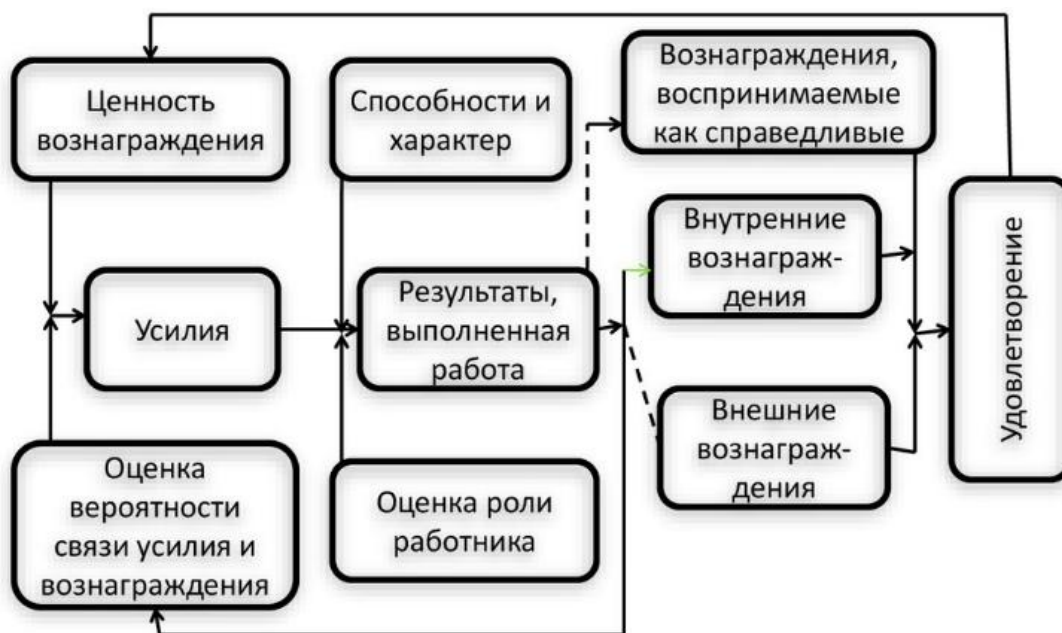 Ценность
вознаграждения
Способности и
характер
Вознаграждения,
воспринимаемые
как справедливые
Усилия
Результаты,
выполненная
работа
Внутренние
вознаграж-
дения
Удовлетворение
Оценка
вероятности
связи усилия и
вознаграждения
Оценка роли
работника
Внешние
вознаграж-
дения